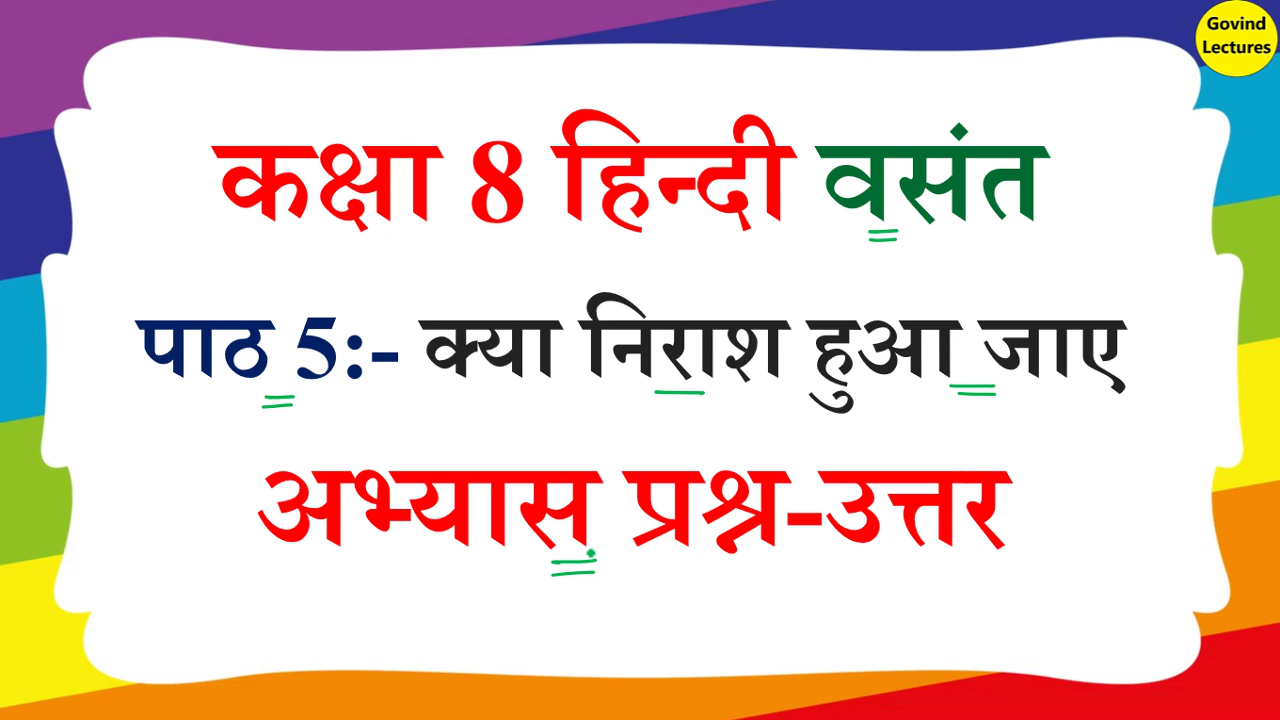 Govind
Lectures
कक्षा 8 हिन्दी वसंत
पाठ 5:- क्या निराश हुआ जाए
अभ्यास प्रश्न-उत्तर